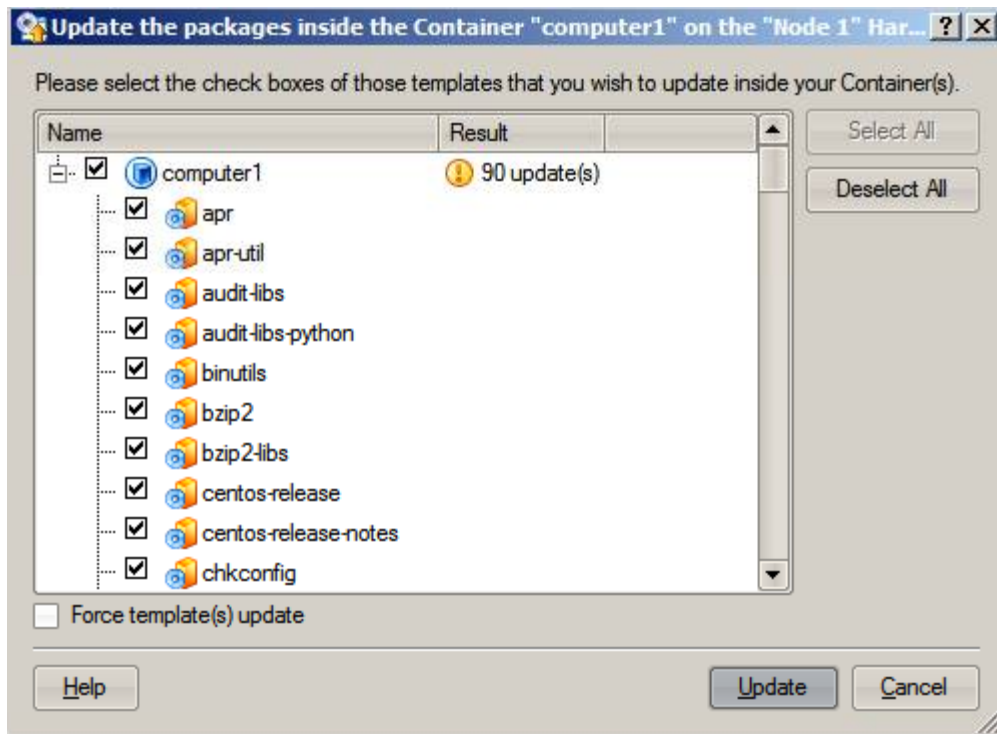 Update the packages inside the Container "computer1" on the "Node 1" Har...
Please select the check boxes of those templates that you wish to update inside your Container(s).
Name Result
Select All
computer1 90 update(s)
Deselect All
apr
apr-util
audit-libs
audit-libs-python
binutils
bzip2
bzip2-libs
centos-release
centos-release-notes
chkconfig
Force template(s) update
Help Update Cancel